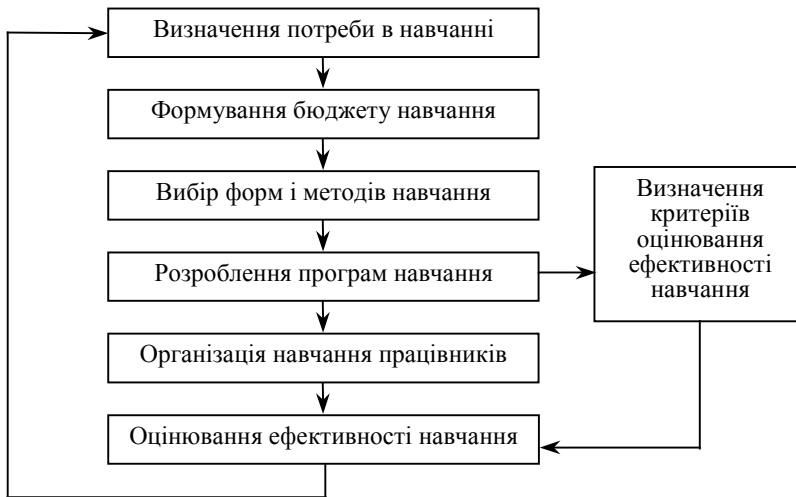 Визначення потреби в навчанні
Формування бюджету навчання
Вибір форм і методів навчання
Розроблення програм навчання
Визначення
критеріїв
оцінювання
ефективності
навчання
Організація навчання працівників
Оцінювання ефективності навчання